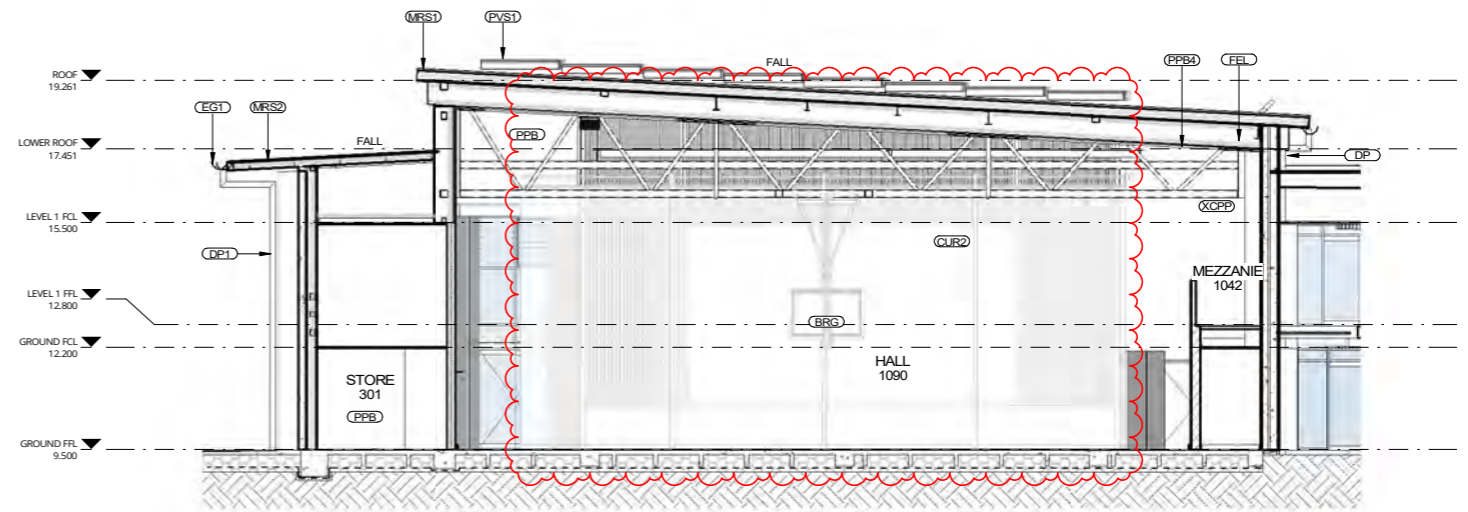 MRS1
PVS1
ROOF
19.261
FALL
PPB4
FEL
EG1
MRS2
PPB
LOWER ROOF
17.451
FALL
DP
LEVEL 1 FCL
15.500
XCPP
CUR2
DP1
MEZZANIE
1042
LEVEL 1 FFL
12.800
BRG
GROUND FCL
12.200
HALL
1090
STORE
301
PPB
GROUND FFL
9.500